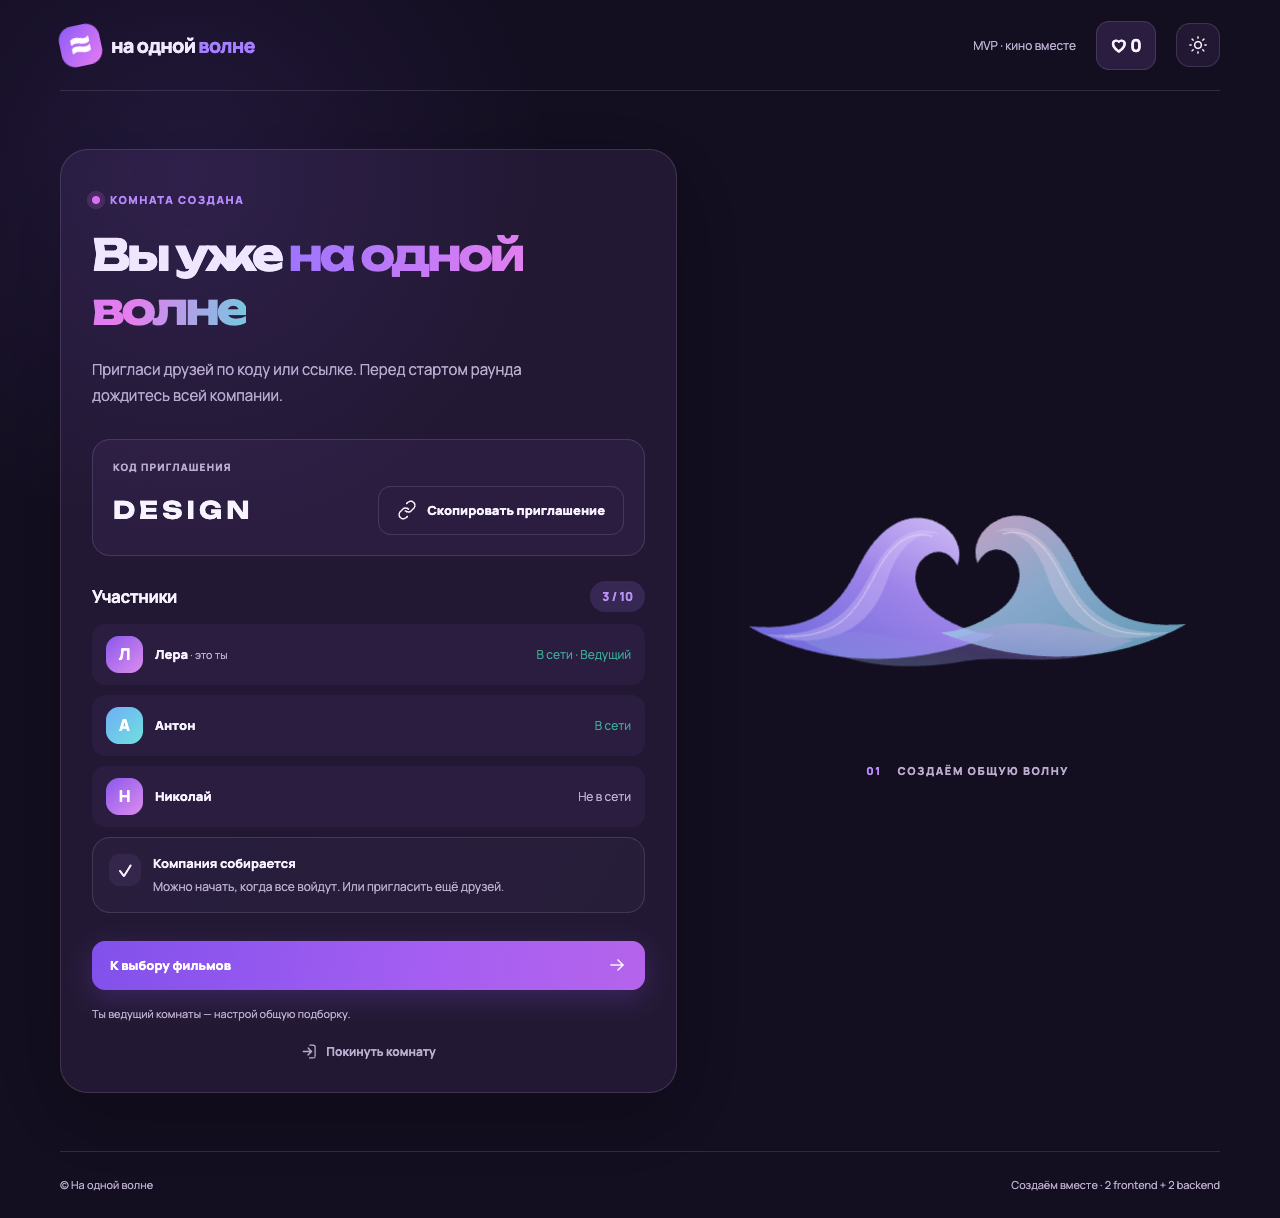 на одной волне
MVP · кино вместе
0
КОМНАТА СОЗДАНА
Вы уже на одной
волне
Пригласи друзей по коду или ссылке. Перед стартом раунда
дождитесь всей компании.
КОД ПРИГЛАШЕНИЯ
DESIGN
Скопировать приглашение
Участники
3 / 10
Л
Лера · это ты
В сети · Ведущий
А
Антон
В сети
Н
Николай
Не в сети
Компания собирается
Можно начать, когда все войдут. Или пригласить ещё друзей.
К выбору фильмов
Ты ведущий комнаты — настрой общую подборку.
Покинуть комнату
01 СОЗДАЁМ ОБЩУЮ ВОЛНУ
© На одной волне
Создаём вместе · 2 frontend + 2 backend